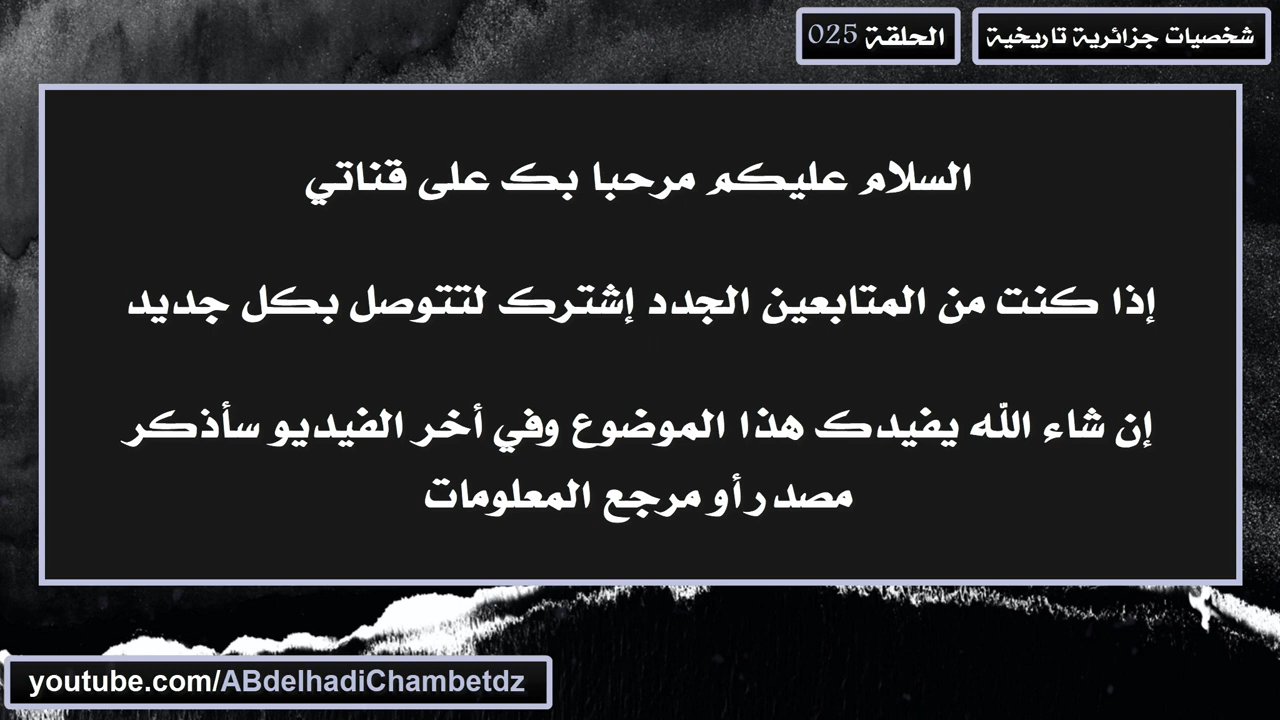 شخصيات جزائرية تاريخية
الحلقة 025
السلام عليكم مرحبا بك على قناتي
إذا كنت من المتابعين الجدد إشترك لتتوصل بكل جديد
إن شاء الله يفيدك هذا الموضوع وفي أخر الفيديو سأذكر
مصدر أو مرجع المعلومات
youtube.com/ABdelhadiChambetdz